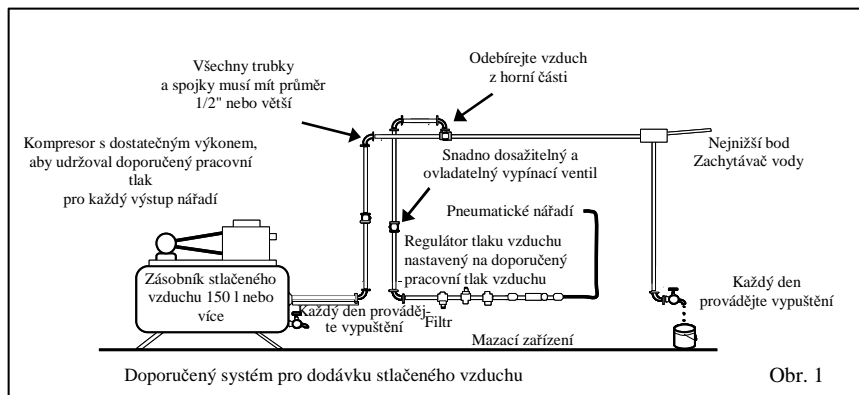 Odebírejte vzduch
z horní části
Všechny trubky
a spojky musí mít průměr
1/2" nebo větší
Kompresor s dostatečným výkonem,
aby udržoval doporučený pracovní
tlak
pro každý výstup nářadí
Nejnižší bod
Zachytávač vody
Snadno dosažitelný a
ovladatelný vypínací ventil
Pneumatické nářadí
Regulátor tlaku vzduchu
nastavený na doporučený
pracovní tlak vzduchu
Zásobník stlačeného
vzduchu 150 l nebo
více
Každý den
provádějte vypuštění
Každý den prováděj-
te vypuštění
Filtr
Mazací zařízení
Doporučený systém pro dodávku stlačeného vzduchu
Obr. 1